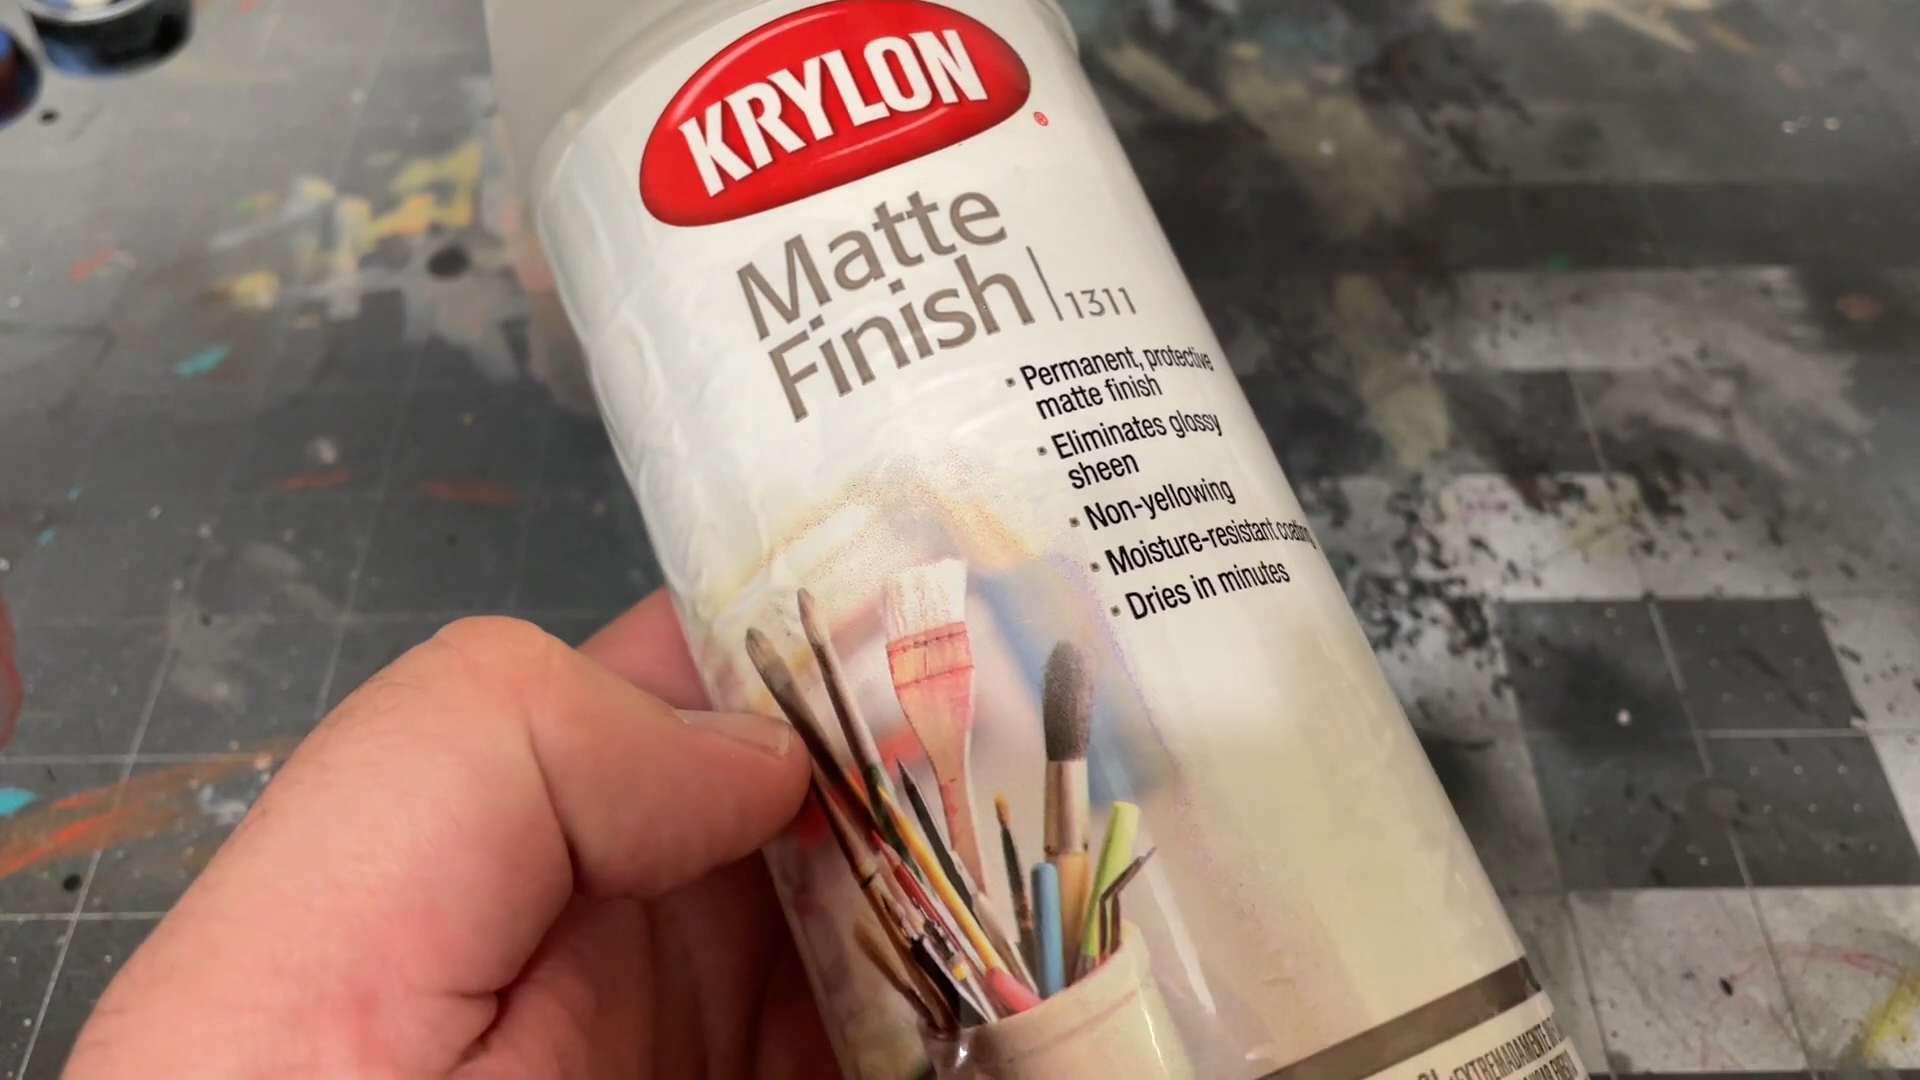 KRYLON
®
Matte
Finish | 1311
▪ Permanent, protective
matte finish
▪ Eliminates glossy
sheen
▪ Non-yellowing
▪ Moisture-resistant coating
▪ Dries in minutes
EXTREMADAMENTE